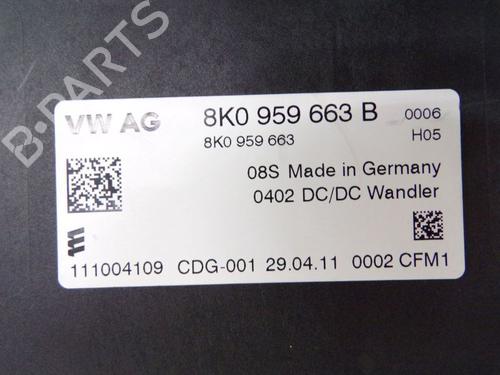 B-PARTS
VW AG
8K0 959 663 B 0006
8K0 959 663 H05
08S Made in Germany
0402 DC/DC Wandler
111004109 CDG-001 29.04.11 0002 CFM1